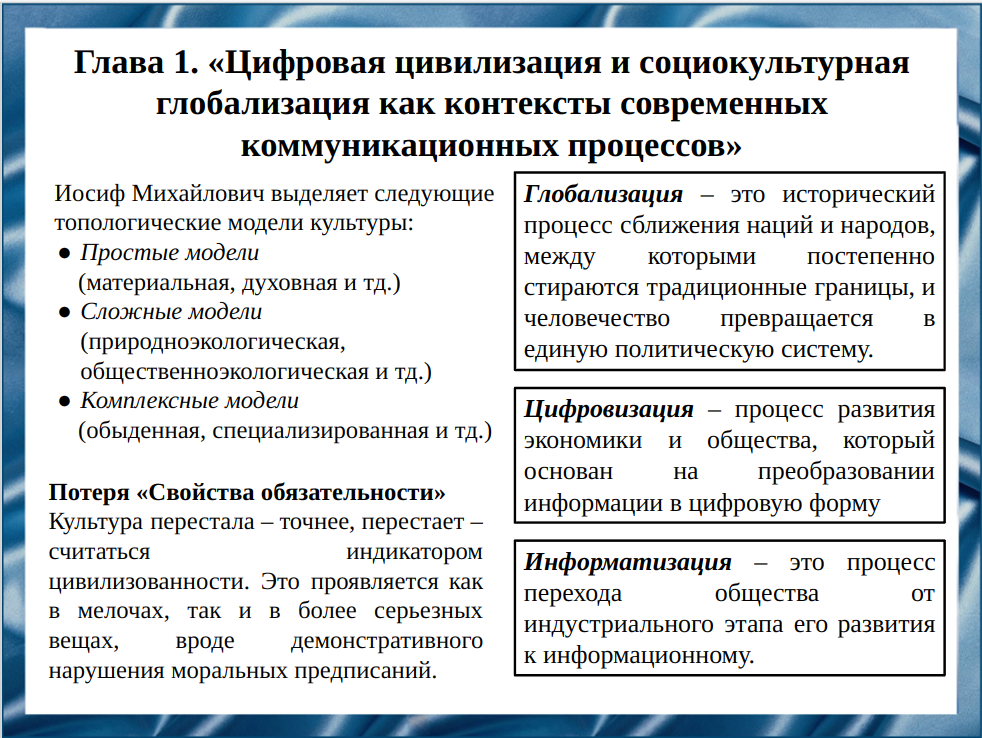 Глава 1. «Цифровая цивилизация и социокультурная
глобализация как контексты современных
коммуникационных процессов»
Иосиф Михайлович выделяет следующие
топологические модели культуры:
● Простые модели
(материальная, духовная и тд.)
● Сложные модели
(природноэкологическая,
общественноэкологическая и тд.)
● Комплексные модели
(обыденная, специализированная и тд.)
Потеря «Свойства обязательности»
Культура перестала – точнее, перестает –
считаться индикатором
цивилизованности. Это проявляется как
в мелочах, так и в более серьезных
вещах, вроде демонстративного
нарушения моральных предписаний.
Глобализация – это исторический
процесс сближения наций и народов,
между которыми постепенно
стираются традиционные границы, и
человечество превращается в
единую политическую систему.
Цифровизация – процесс развития
экономики и общества, который
основан на преобразовании
информации в цифровую форму
Информатизация – это процесс
перехода общества от
индустриального этапа его развития
к информационному.